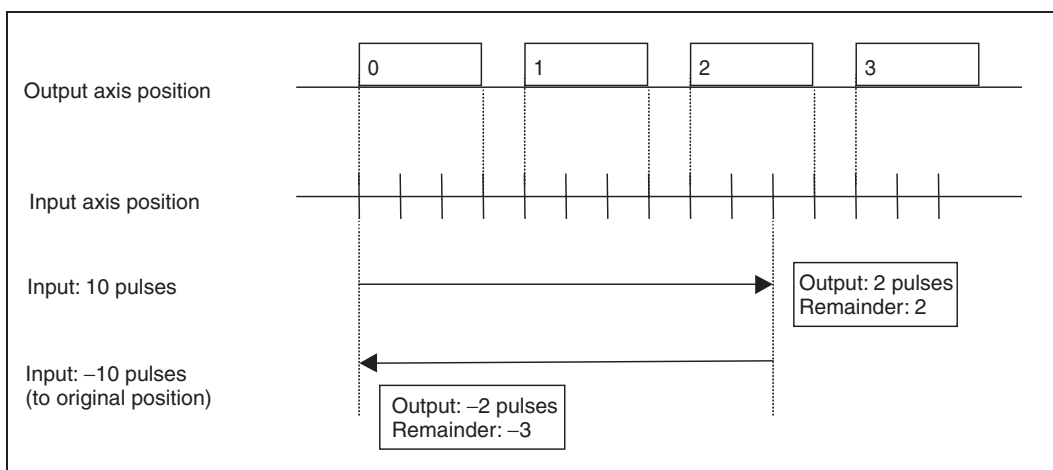 0
1
2
3
Output axis position
Input axis position
Input: 10 pulses
Output: 2 pulses
Remainder: 2
Input: –10 pulses
(to original position)
Output: –2 pulses
Remainder: –3